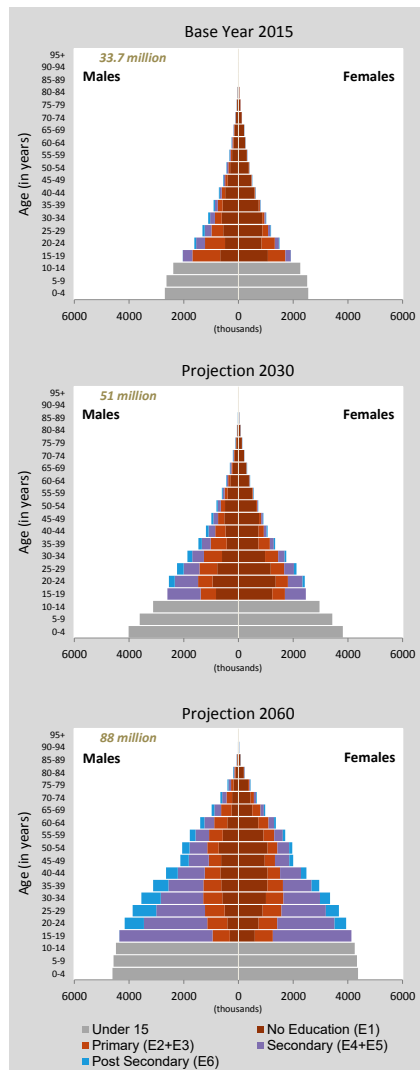 Base Year 2015
33.7 million
Males
Females
Age (in years)
95+
90-94
85-89
80-84
75-79
70-74
65-69
60-64
55-59
50-54
45-49
40-44
35-39
30-34
25-29
20-24
15-19
10-14
5-9
0-4
6000 4000 2000 0 2000 4000 6000
(thousands)
Projection 2030
51 million
Males
Females
Age (in years)
95+
90-94
85-89
80-84
75-79
70-74
65-69
60-64
55-59
50-54
45-49
40-44
35-39
30-34
25-29
20-24
15-19
10-14
5-9
0-4
6000 4000 2000 0 2000 4000 6000
(thousands)
Projection 2060
88 million
Males
Females
Age (in years)
95+
90-94
85-89
80-84
75-79
70-74
65-69
60-64
55-59
50-54
45-49
40-44
35-39
30-34
25-29
20-24
15-19
10-14
5-9
0-4
6000 4000 2000 0 2000 4000 6000
(thousands)
Under 15 No Education (E1)
Primary (E2+E3) Secondary (E4+E5)
Post Secondary (E6)